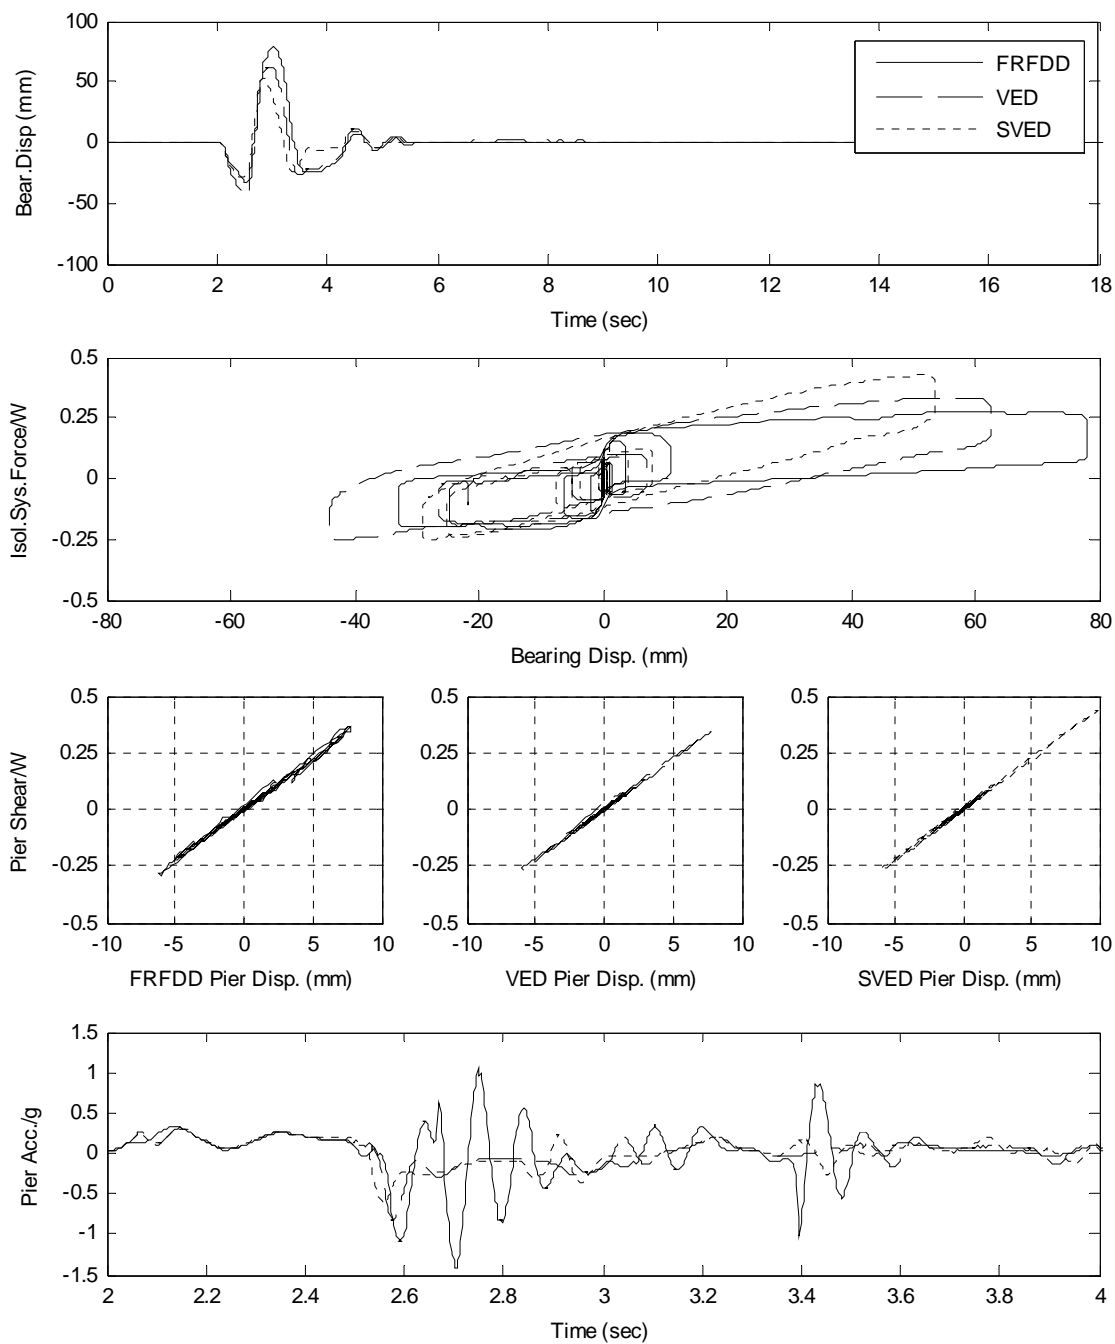 100
50
0
-50
-100
Bear.Disp (mm)
FRFDD
VED
SVED
0 2 4 6 8 10 12 14 16 18
Time (sec)
0.5
0.25
0
-0.25
-0.5
Isol.Sys.Force/W
-80 -60 -40 -20 0 20 40 60 80
Bearing Disp. (mm)
0.5 0.5 0.5
0.25 0.25 0.25
0 0 0
-0.25 -0.25 -0.25
-0.5 -0.5 -0.5
Pier Shear/W
-10 -5 0 5 10 -10 -5 0 5 10 -10 -5 0 5 10
FRFDD Pier Disp. (mm) VED Pier Disp. (mm) SVED Pier Disp. (mm)
1.5
1
0.5
0
-0.5
-1
-1.5
Pier Acc./g
2 2.2 2.4 2.6 2.8 3 3.2 3.4 3.6 3.8 4
Time (sec)